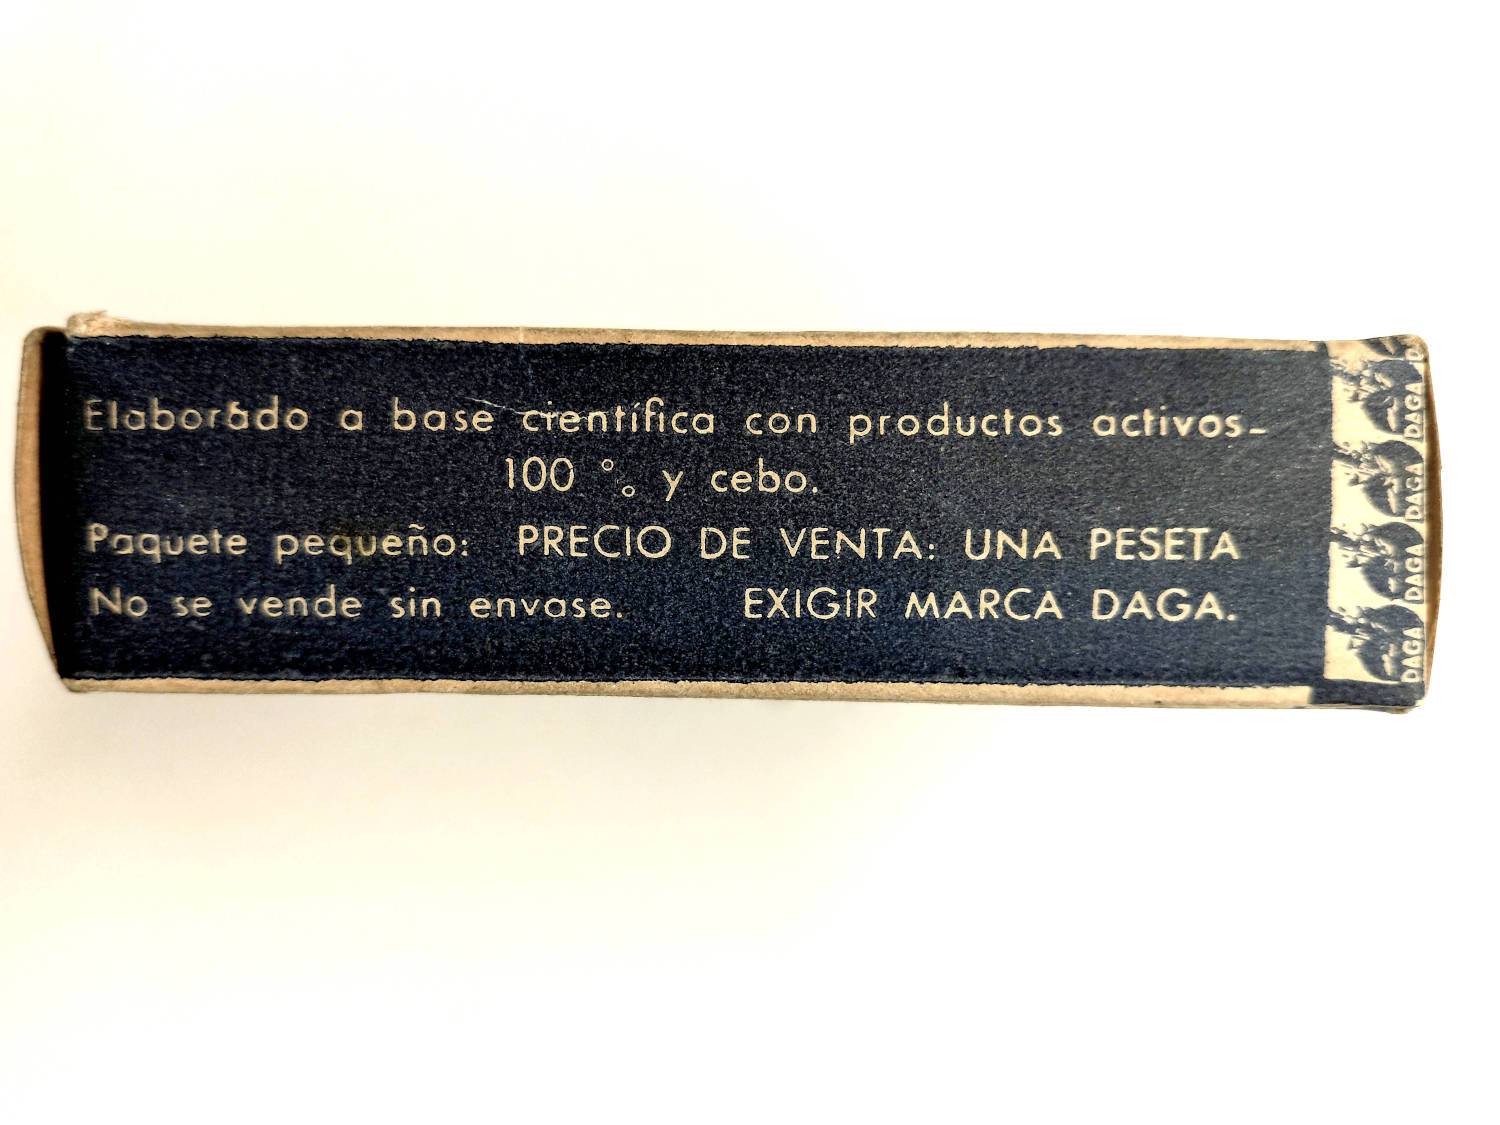 Elaborado a base científica con productos activos-
100 % y cebo.
Paquete pequeño: PRECIO DE VENTA: UNA PESETA
No se vende sin envase. EXIGIR MARCA DAGA.
DAGA
DAGA
DAGA
DAGA